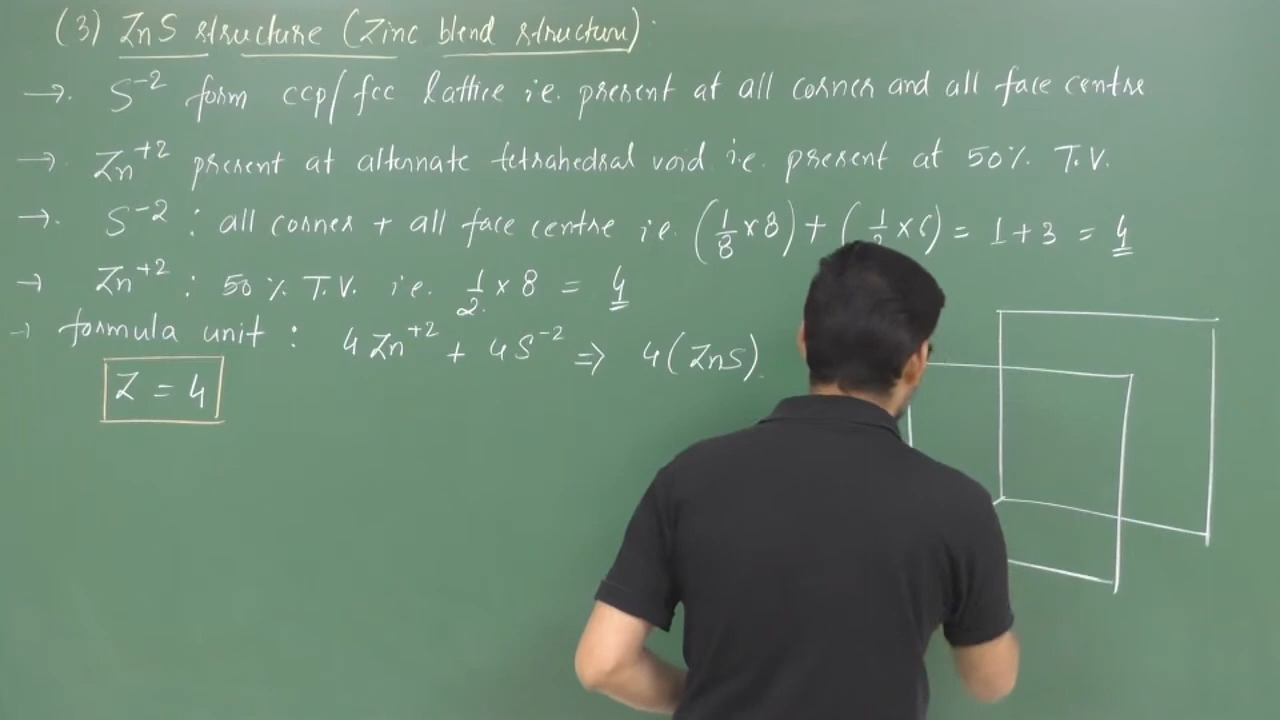 (3) ZnS structure (Zinc blend structure):
→. S⁻² form ccp/fcc lattice i.e. present at all corner and all face centre
→. Zn⁺² present at alternate tetrahedral void i.e. present at 50% T.V.
→. S⁻² : all corner + all face centre i.e. (1/8 × 8) + (1/2 × 6) = 1 + 3 = 4
→ Zn⁺² : 50% T.V. i.e. 1/2 × 8 = 4
→ formula unit : 4Zn⁺² + 4S⁻² ⇒ 4(ZnS).
Z = 4